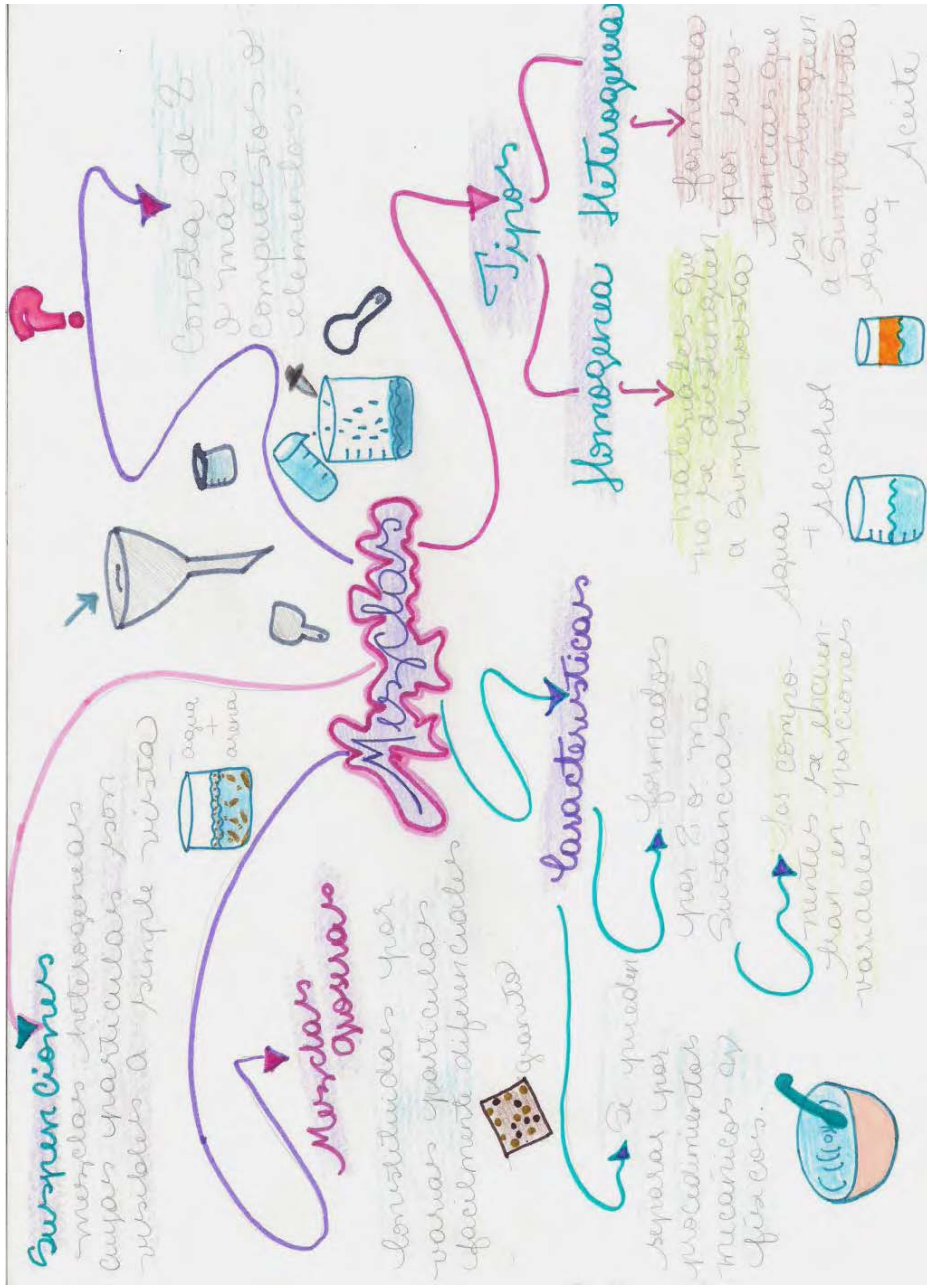 Mezclas
?
Consta de 2
y más
compuestos o
elementos.
Tipos
Homogenea
Materiales que
no se distinguen
a simple vista
Agua
+ Alcohol
Heterogenea
formada
por sus-
tancias que
se distinguen
a simple vista
Agua
+
Aceite
Caracteristicas
formados
por 2 o mas
Sustancias
Los compo-
nentes se encuen-
tran en porciones
variables
Se pueden
separar por
procedimientos
mecanicos o
fisicos.
Mezclas
Groseras
Constituidas por
varias particulas
facilmente diferenciales
granito
Suspenciones
mezclas heterogeneas
cuyas particulas son
visibles a simple vista
agua
+
arena